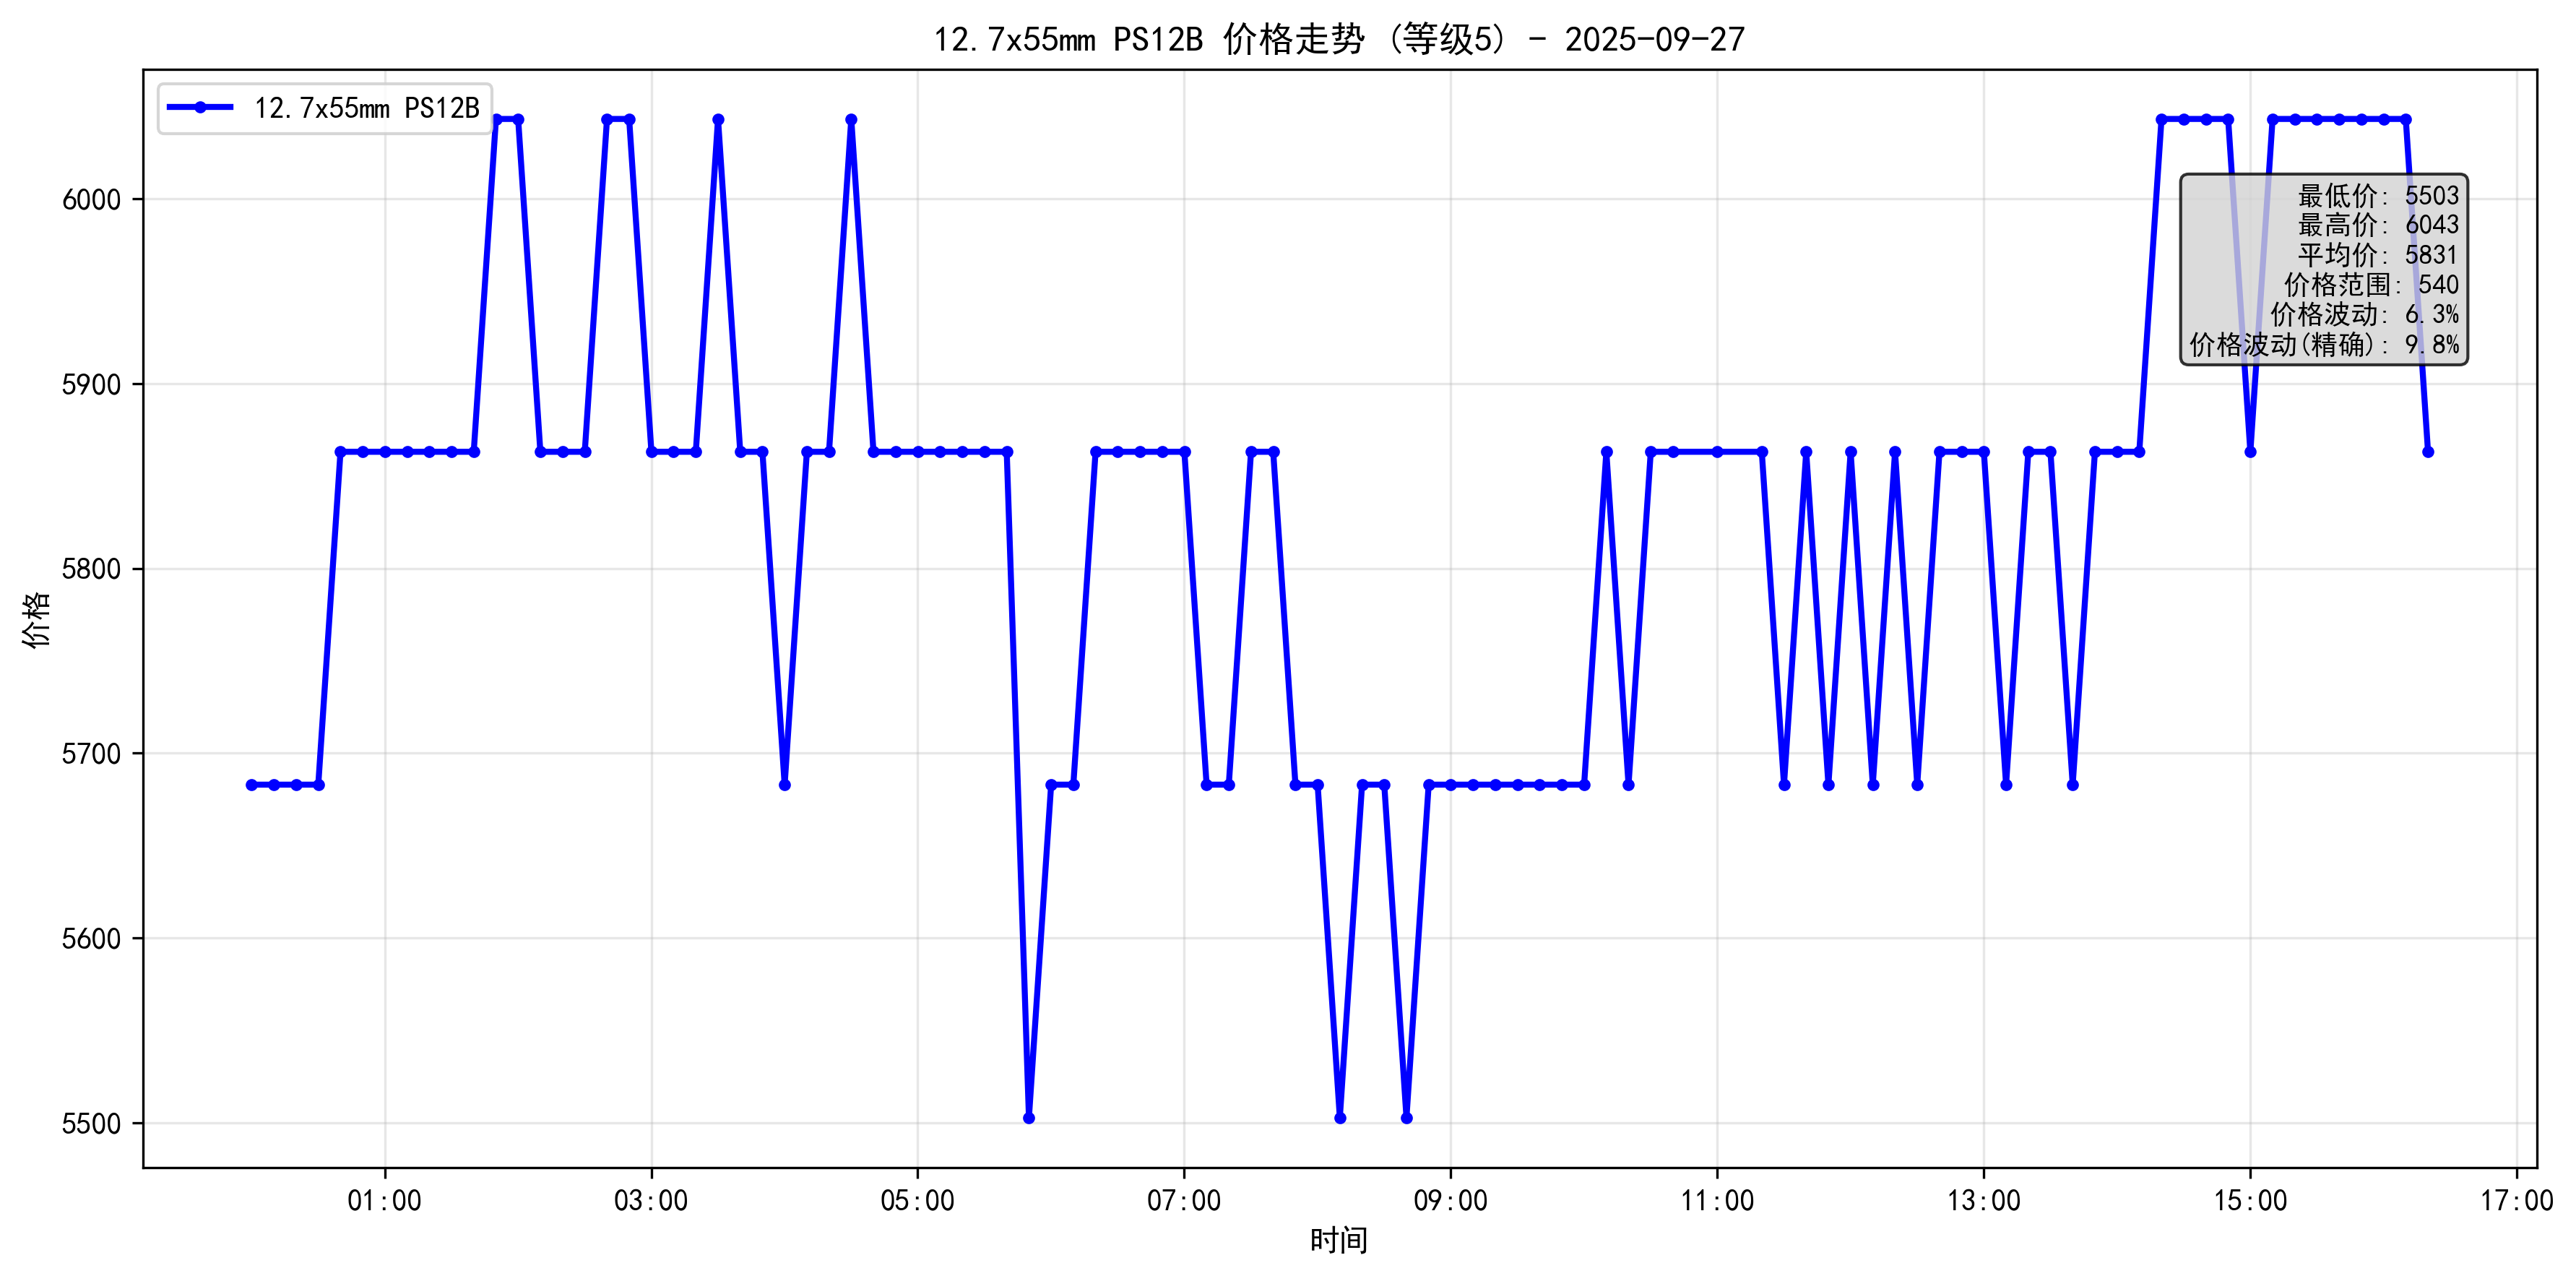 12.7x55mm PS12B 价格走势 (等级5) - 2025-09-27
12.7x55mm PS12B
最低价: 5503
最高价: 6043
平均价: 5831
价格范围: 540
价格波动: 6.3%
价格波动(精确): 9.8%
价格
6000
5900
5800
5700
5600
5500
01:00 03:00 05:00 07:00 09:00 11:00 13:00 15:00 17:00
时间